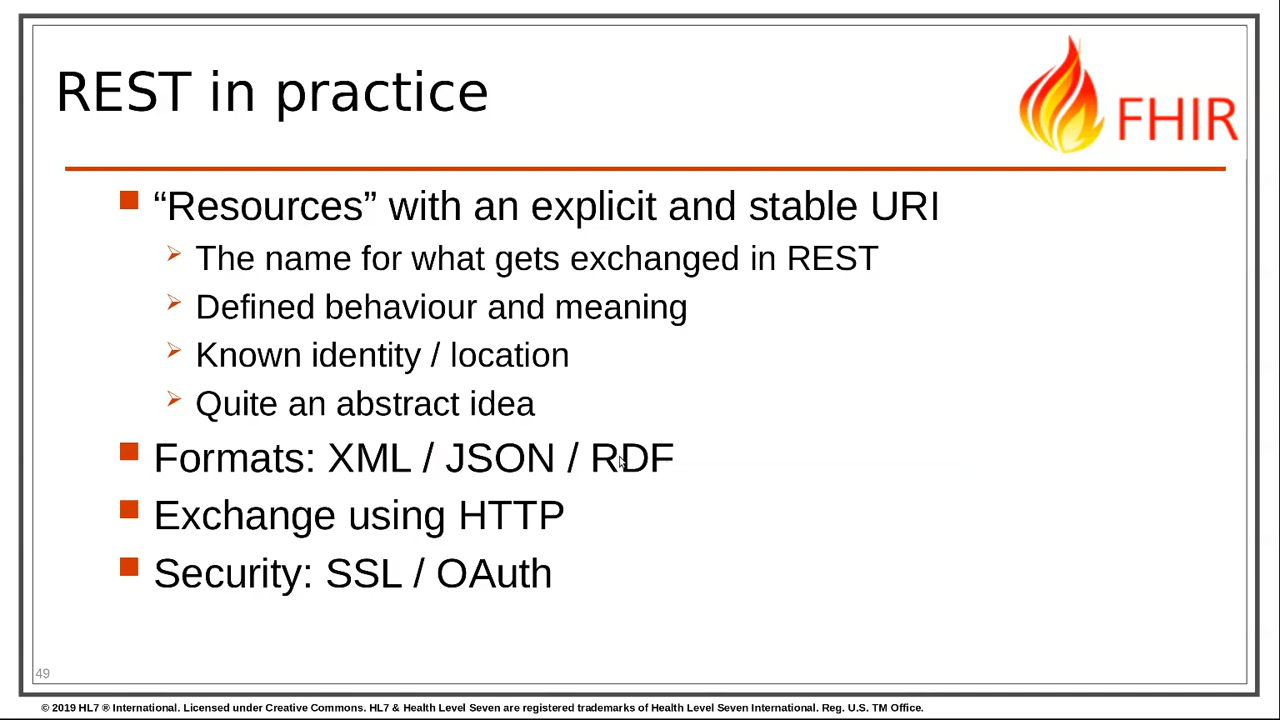 REST in practice
FHIR
“Resources” with an explicit and stable URI
The name for what gets exchanged in REST
Defined behaviour and meaning
Known identity / location
Quite an abstract idea
Formats: XML / JSON / RDF
Exchange using HTTP
Security: SSL / OAuth
49
© 2019 HL7 ® International. Licensed under Creative Commons. HL7 & Health Level Seven are registered trademarks of Health Level Seven International. Reg. U.S. TM Office.